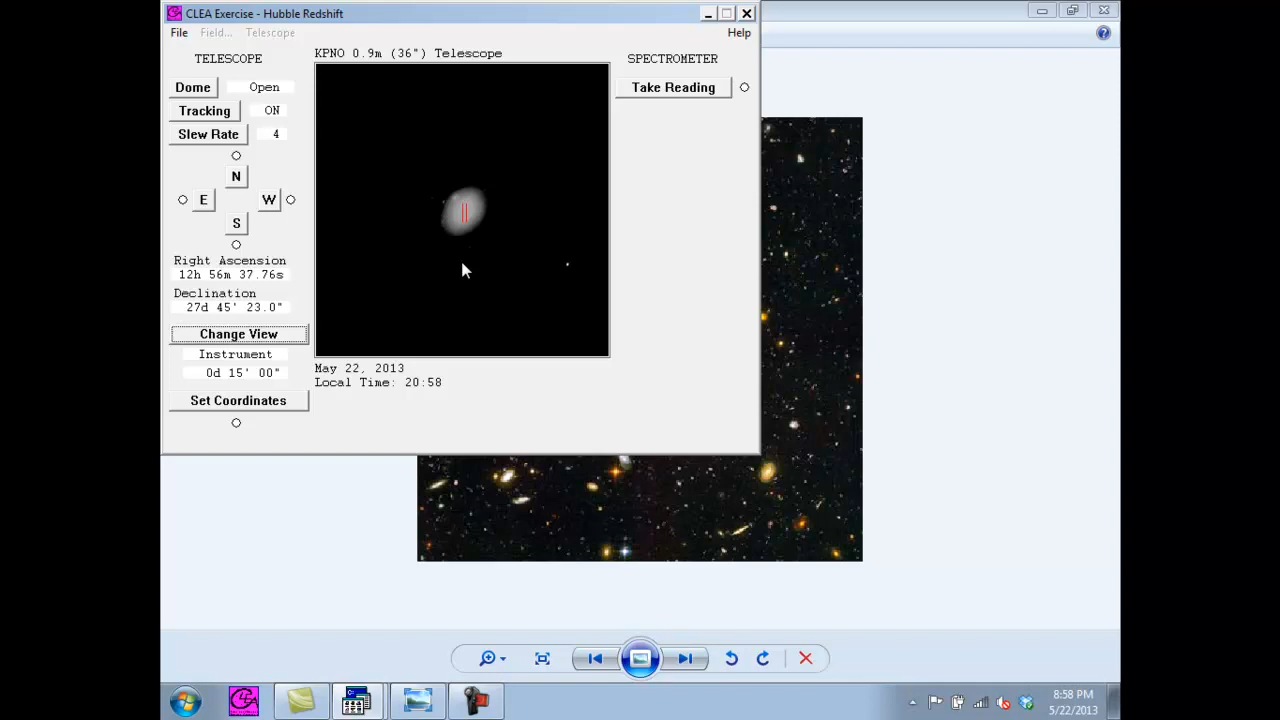 CLEA Exercise - Hubble Redshift
File Field... Telescope Help
TELESCOPE
KPNO 0.9m (36") Telescope
SPECTROMETER
Dome Open
Take Reading
Tracking ON
Slew Rate 4
N
E W
S
Right Ascension
12h 56m 37.76s
Declination
27d 45' 23.0"
Change View
Instrument
0d 15' 00"
May 22, 2013
Local Time: 20:58
Set Coordinates
8:58 PM
5/22/2013